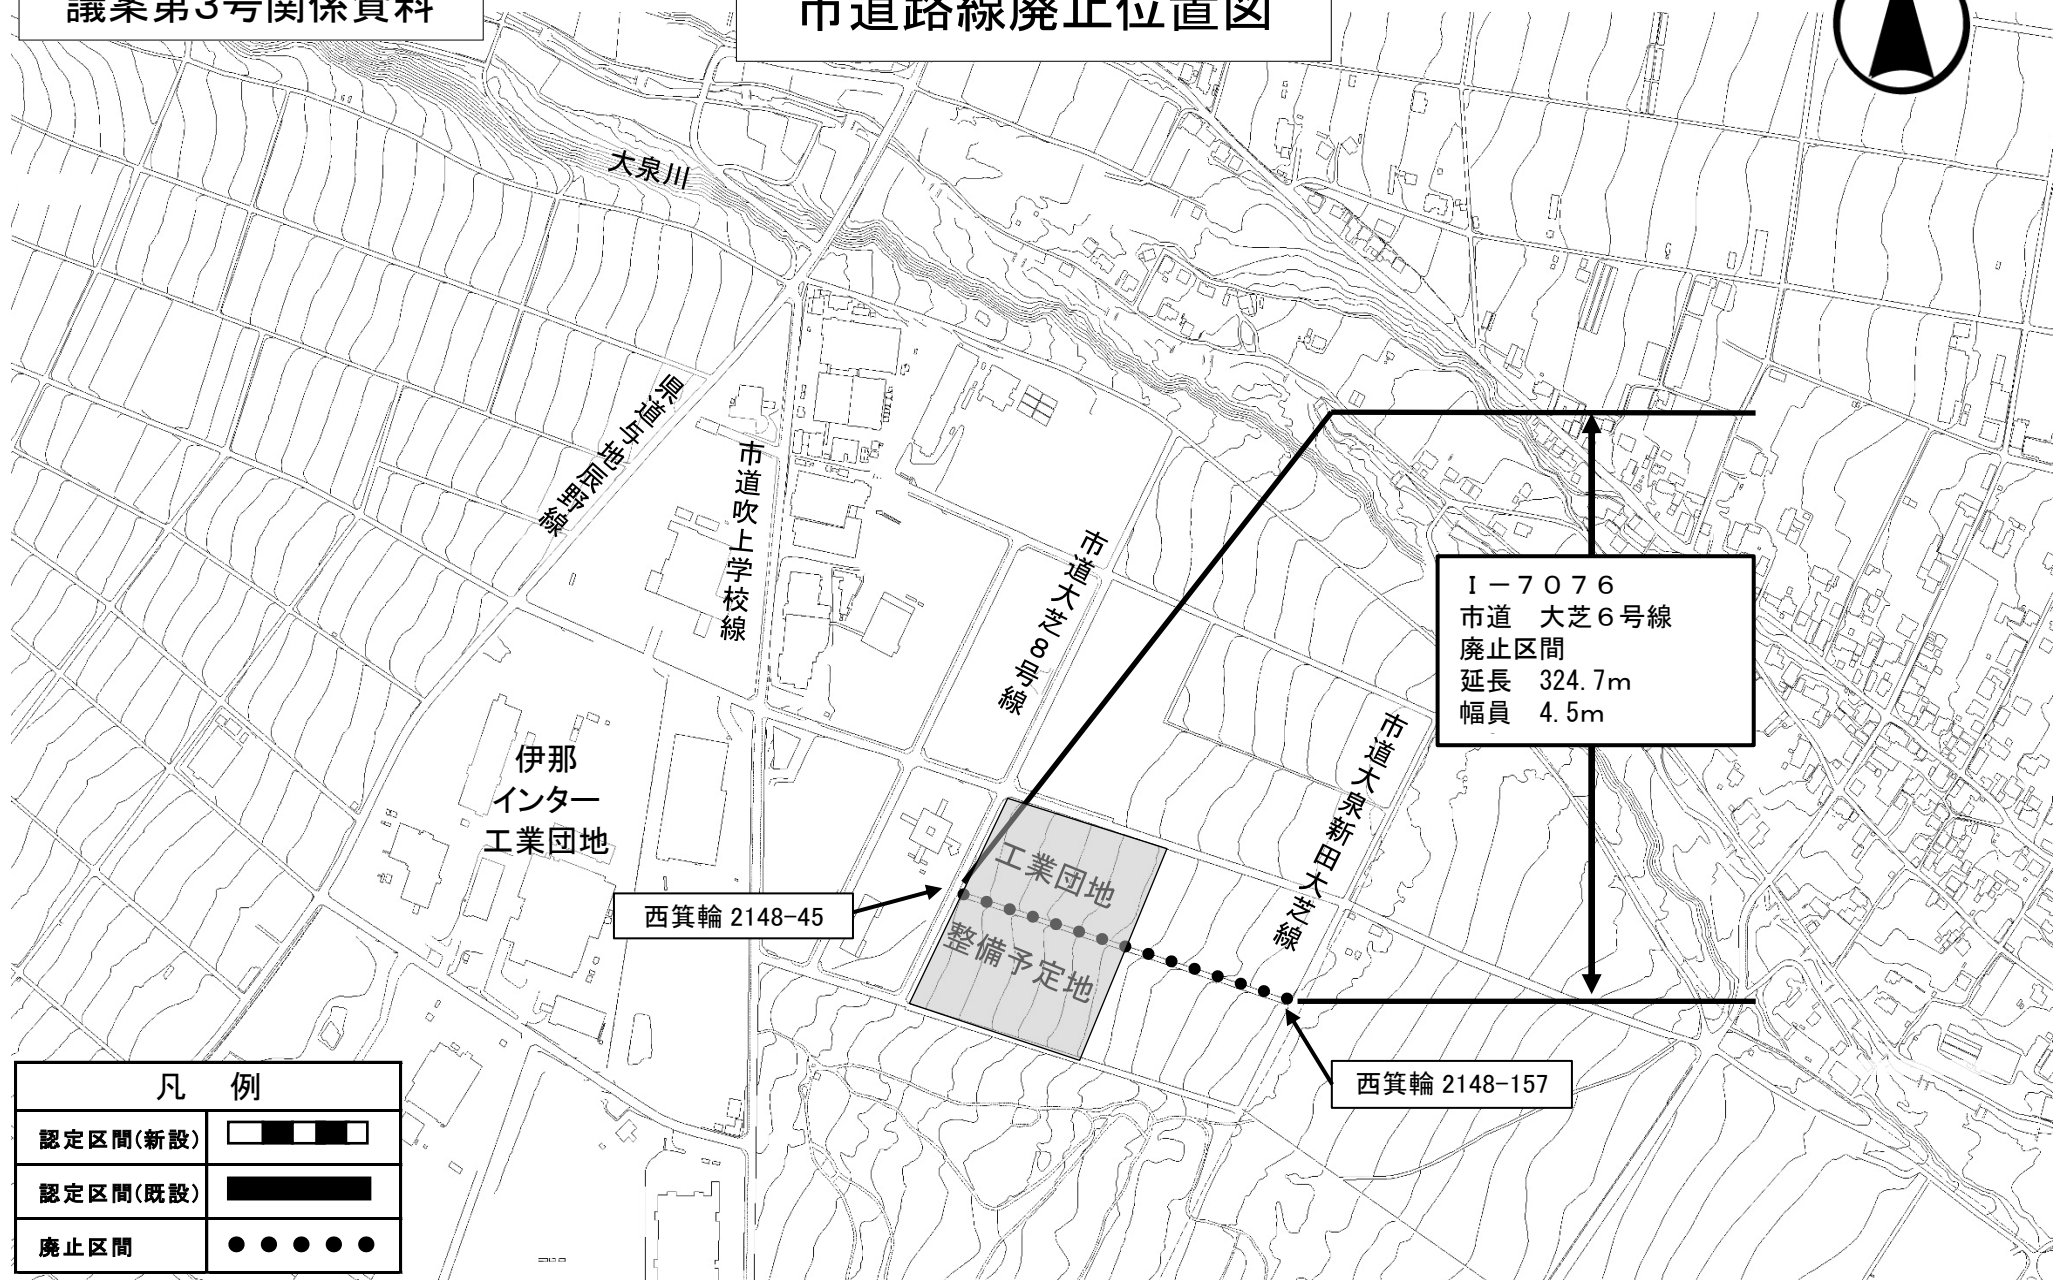 議案第3号関係資料
市道路線廃止位置図
大泉川
県道与地辰野線
市道吹上学校線
市道大芝8号線
Ⅰ－７０７６
市道　大芝６号線
廃止区間
延長　324.7ｍ
幅員　4.5ｍ
市道大泉新田大芝線
伊那
インター
工業団地
工業団地
整備予定地
西箕輪 2148-45
西箕輪 2148-157
凡　例
認定区間(新設)
認定区間(既設)
廃止区間